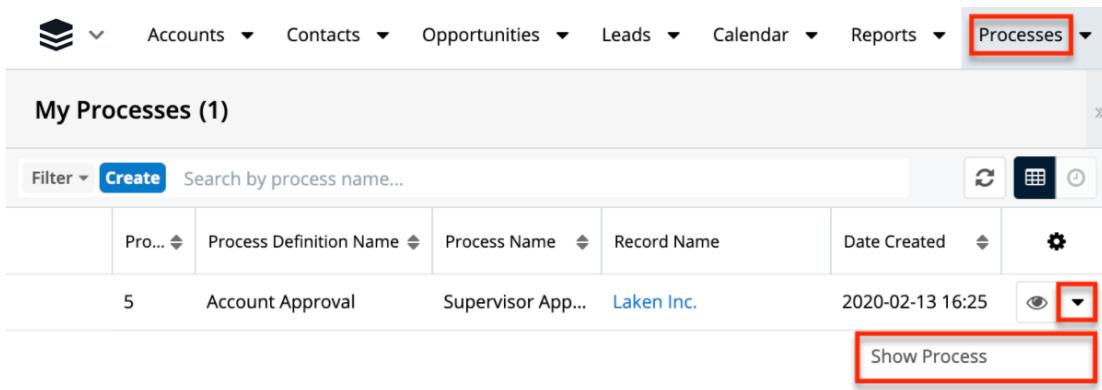 Accounts Contacts Opportunities Leads Calendar Reports Processes
My Processes (1)
Filter Create Search by process name...
Pro... Process Definition Name Process Name Record Name Date Created
5 Account Approval Supervisor App... Laken Inc. 2020-02-13 16:25
Show Process